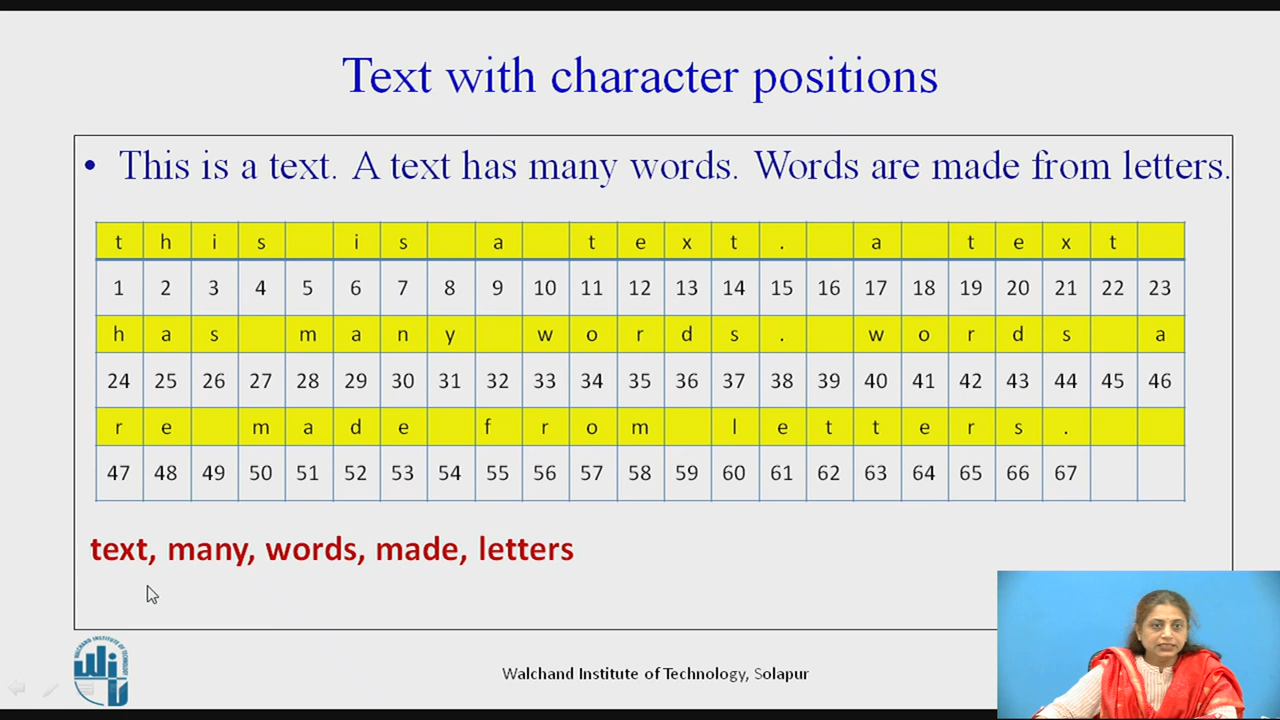 Text with character positions
• This is a text. A text has many words. Words are made from letters.
t h i s i s a t e x t . a t e x t
1 2 3 4 5 6 7 8 9 10 11 12 13 14 15 16 17 18 19 20 21 22 23
h a s m a n y w o r d s . w o r d s a
24 25 26 27 28 29 30 31 32 33 34 35 36 37 38 39 40 41 42 43 44 45 46
r e m a d e f r o m l e t t e r s .
47 48 49 50 51 52 53 54 55 56 57 58 59 60 61 62 63 64 65 66 67
text, many, words, made, letters
Walchand Institute of Technology, Solapur